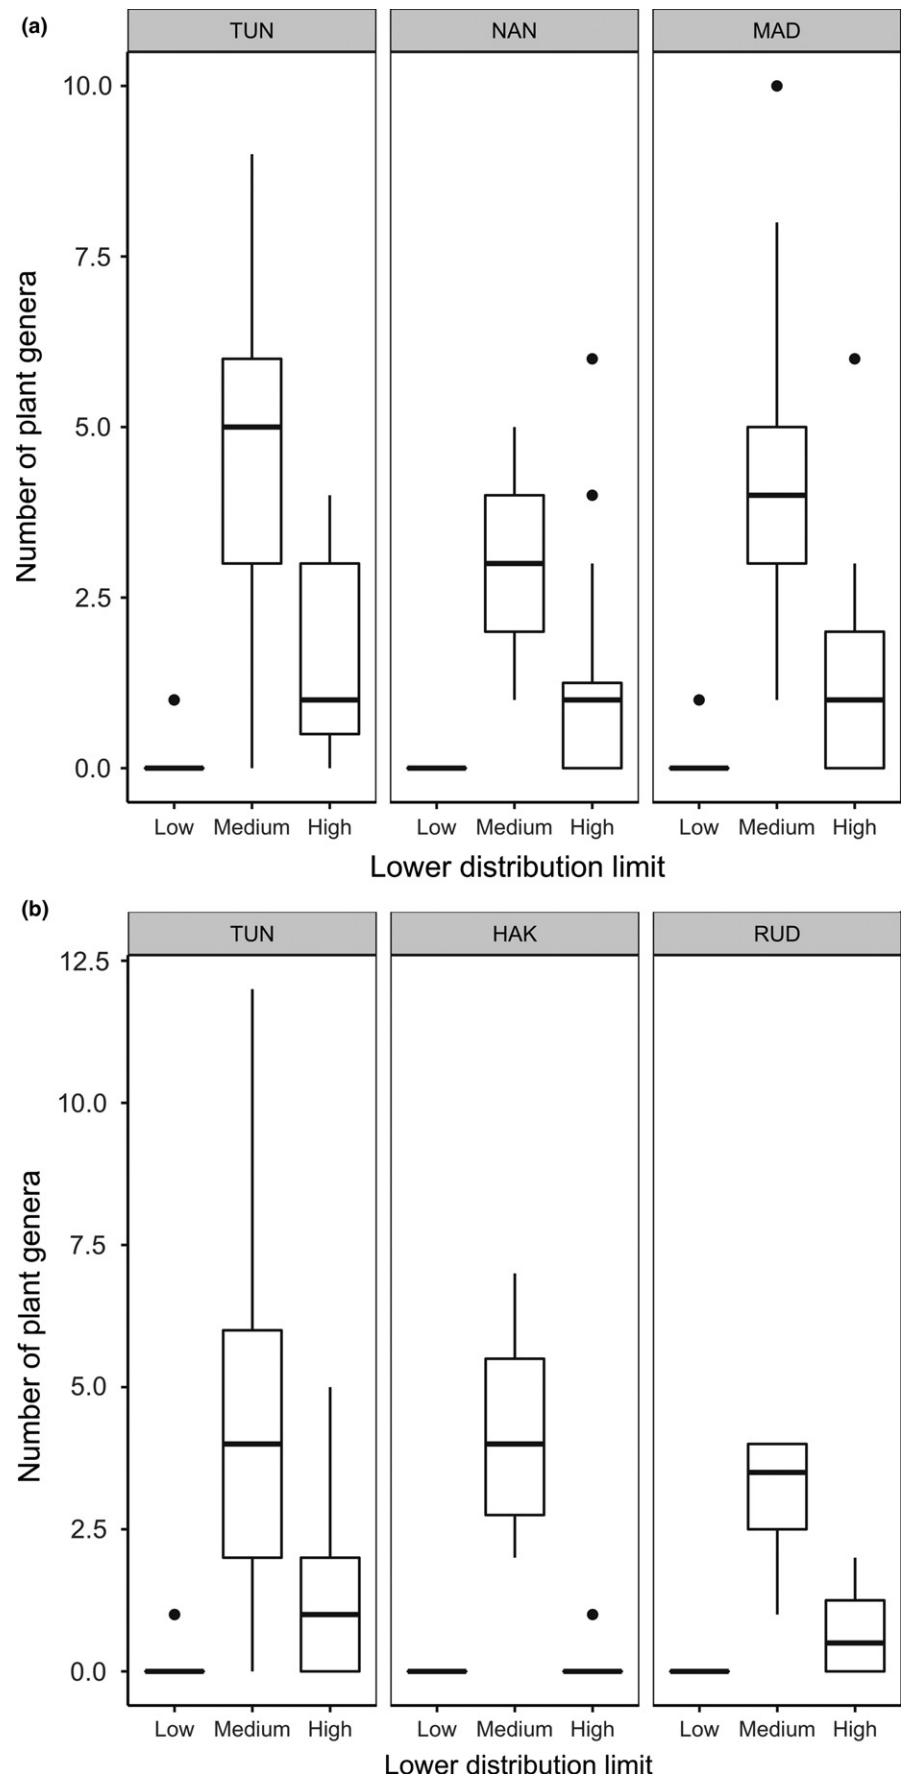 (a)
TUN NAN MAD
10.0
7.5
5.0
2.5
0.0
Number of plant genera
Low Medium High Low Medium High Low Medium High
Lower distribution limit
(b)
TUN HAK RUD
12.5
10.0
7.5
5.0
2.5
0.0
Number of plant genera
Low Medium High Low Medium High Low Medium High
Lower distribution limit